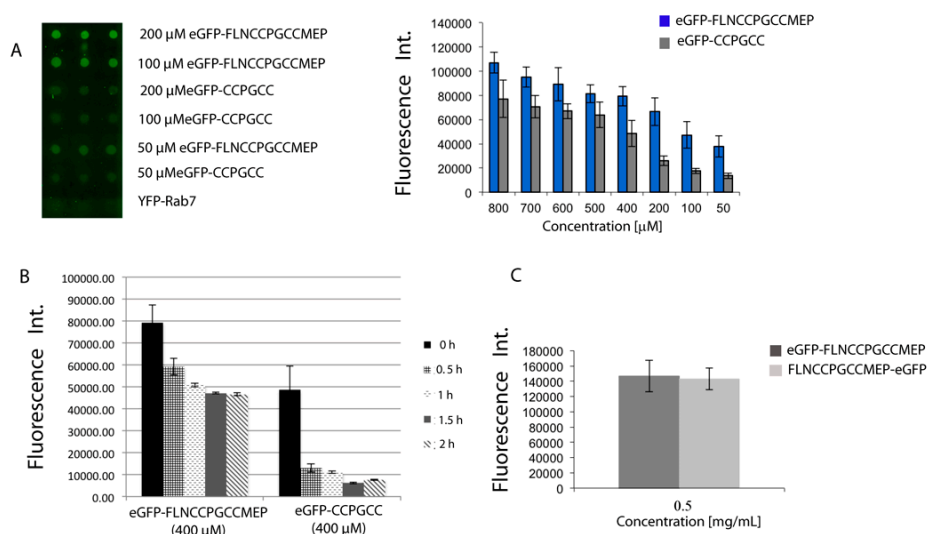 A
200 µM eGFP-FLNCCPGCCMEP
100 µM eGFP-FLNCCPGCCMEP
200 µMeGFP-CCPGCC
100 µMeGFP-CCPGCC
50 µM eGFP-FLNCCPGCCMEP
50 µMeGFP-CCPGCC
YFP-Rab7
eGFP-FLNCCPGCCMEP
eGFP-CCPGCC
Fluorescence Int.
140000
120000
100000
80000
60000
40000
20000
0
800 700 600 500 400 200 100 50
Concentration [µM]
B
Fluorescence Int.
100000.00
90000.00
80000.00
70000.00
60000.00
50000.00
40000.00
30000.00
20000.00
10000.00
0.00
eGFP-FLNCCPGCCMEP
(400 µM)
eGFP-CCPGCC
(400 µM)
0 h
0.5 h
1 h
1.5 h
2 h
C
Fluorescence Int.
180000
160000
140000
120000
100000
80000
60000
40000
20000
0
0.5
Concentration [mg/mL]
eGFP-FLNCCPGCCMEP
FLNCCPGCCMEP-eGFP